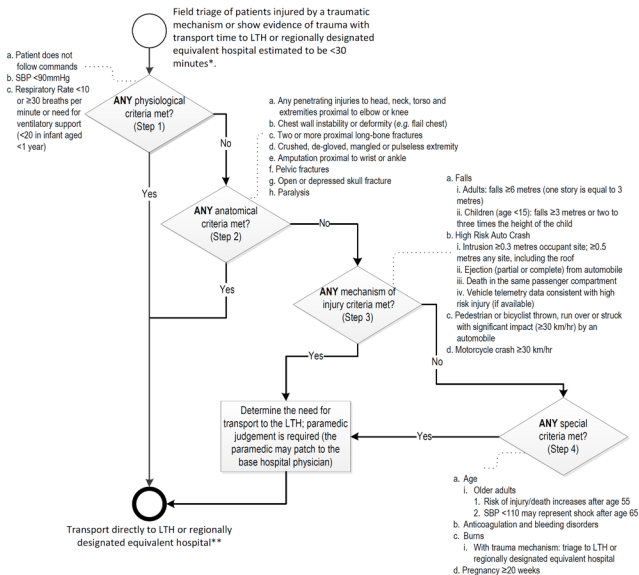 Field triage of patients injured by a traumatic
mechanism or show evidence of trauma with
transport time to LTH or regionally designated
equivalent hospital estimated to be <30
minutes*.
a. Patient does not
follow commands
b. SBP <90mmHg
c. Respiratory Rate <10
or ≥30 breaths per
minute or need for
ventilatory support
(<20 in infant aged
<1 year)
ANY physiological
criteria met?
(Step 1)
No
Yes
a. Any penetrating injuries to head, neck, torso and
extremities proximal to elbow or knee
b. Chest wall instability or deformity (e.g. flail chest)
c. Two or more proximal long-bone fractures
d. Crushed, de-gloved, mangled or pulseless extremity
e. Amputation proximal to wrist or ankle
f. Pelvic fractures
g. Open or depressed skull fracture
h. Paralysis
ANY anatomical
criteria met?
(Step 2)
No
Yes
a. Falls
i. Adults: falls ≥6 metres (one story is equal to 3
metres)
ii. Children (age <15): falls ≥3 metres or two to
three times the height of the child
b. High Risk Auto Crash
i. Intrusion ≥0.3 metres occupant site; ≥0.5
metres any site, including the roof
ii. Ejection (partial or complete) from automobile
iii. Death in the same passenger compartment
iv. Vehicle telemetry data consistent with high
risk injury (if available)
c. Pedestrian or bicyclist thrown, run over or struck
with significant impact (≥30 km/hr) by an
automobile
d. Motorcycle crash ≥30 km/hr
ANY mechanism of
injury criteria met?
(Step 3)
Yes
No
Determine the need for
transport to the LTH; paramedic
judgement is required (the
paramedic may patch to the
base hospital physician)
Yes
ANY special
criteria met?
(Step 4)
a. Age
i. Older adults
1. Risk of injury/death increases after age 55
2. SBP <110 may represent shock after age 65
b. Anticoagulation and bleeding disorders
c. Burns
i. With trauma mechanism: triage to LTH or
regionally designated equivalent hospital
d. Pregnancy ≥20 weeks
Transport directly to LTH or regionally
designated equivalent hospital**